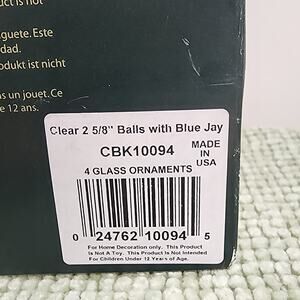 duct is not
guete. Este
dad.
odukt ist nicht
s un jouet. Ce
e 12 ans.
Clear 2 5/8" Balls with Blue Jay
CBK10094
MADE
IN
USA
4 GLASS ORNAMENTS
0 24762 10094 5
For Home Decoration only. This Product
Is Not A Toy. This Product Is Not Intended
For Children Under 12 Years of Age.